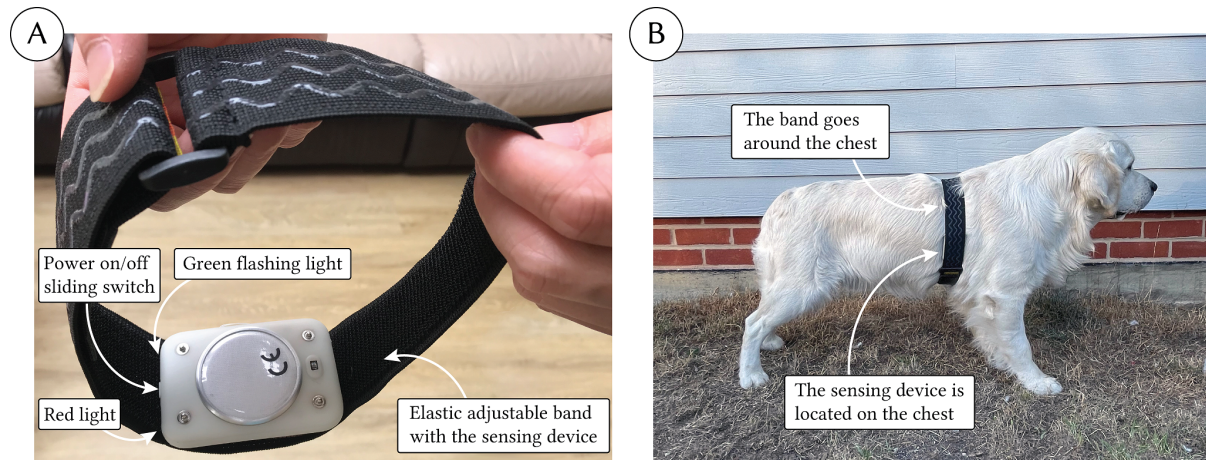 A
Power on/off
sliding switch
Green flashing light
Red light
CE
Elastic adjustable band
with the sensing device
B
The band goes
around the chest
The sensing device is
located on the chest